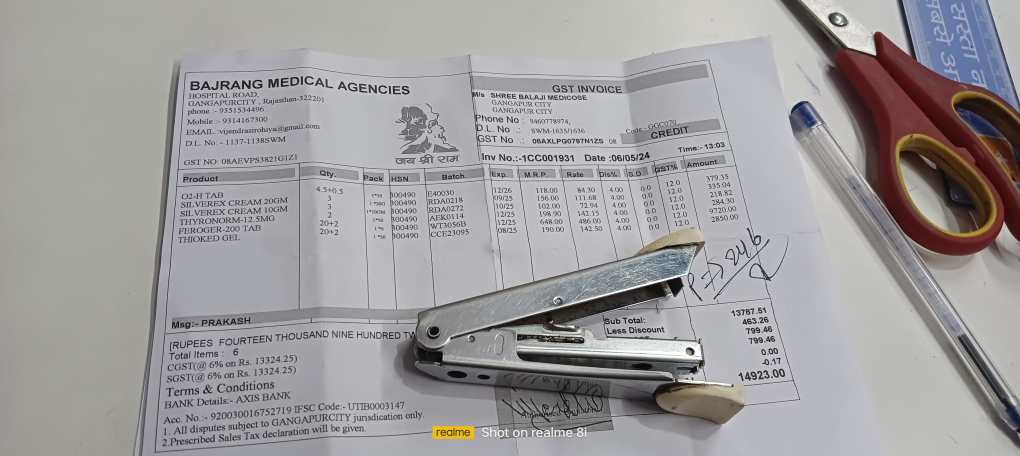 BAJRANG MEDICAL AGENCIES
HOSPITAL ROAD,
GANGAPURCITY , Rajasthan-322201
phone :- 9351534496
Mobile :- 9314167300
EMAIL :vijendrasirohiya@gmail.com
D.L. No. - 1137-1138SWM
GST NO: 08AEVPS3821G1Z1
जय श्री राम
GST INVOICE
M/s SHREE BALAJI MEDICOSE
GANGAPUR CITY
GANGAPUR CITY
Phone No : 9460778974,
D.L. No .: SWM-1635/1636
GST No : 08AXLPG0797N1ZS 08
Code:- GGC070
CREDIT
Inv No.:-1CC001931 Date :06/05/24 Time:- 13:03
Product Qty. Pack HSN Batch Exp. M.R.P. Rate Dis% S.D. GST% Amount
O2-H TAB 4.5+0.5 300490 E40030 12/26 118.00 84.30 4.00 0.0 12.0 379.35
SILVEREX CREAM 20GM 3 300490 RDA0218 09/25 156.00 111.68 4.00 0.0 12.0 335.04
SILVEREX CREAM 10GM 3 300490 RDA0272 10/25 102.00 72.94 4.00 0.0 12.0 218.82
THYRONORM-12.5MG 2 300490 AEK0114 12/25 198.90 142.15 4.00 0.0 12.0 284.30
FEROGER-200 TAB 20+2 300490 WT3056B 12/25 648.00 486.00 4.00 0.0 12.0 9720.00
THIOKED GEL 20+2 300490 CCE23095 08/25 190.00 142.50 4.00 0.0 12.0 2850.00
Msg:- PRAKASH
[RUPEES FOURTEEN THOUSAND NINE HUNDRED TW
Total Items : 6
CGST(@ 6% on Rs. 13324.25)
SGST(@ 6% on Rs. 13324.25)
Terms & Conditions
BANK Details:- AXIS BANK
Acc. No.:- 920030016752719 IFSC Code:- UTIB0003147
1. All disputes subject to GANGAPURCITY jurisdication only.
2.Prescribed Sales Tax declaration will be given.
Sub Total: 13787.51
Less Discount 463.26
799.46
799.46
0.00
-0.17
14923.00
realme Shot on realme 8i